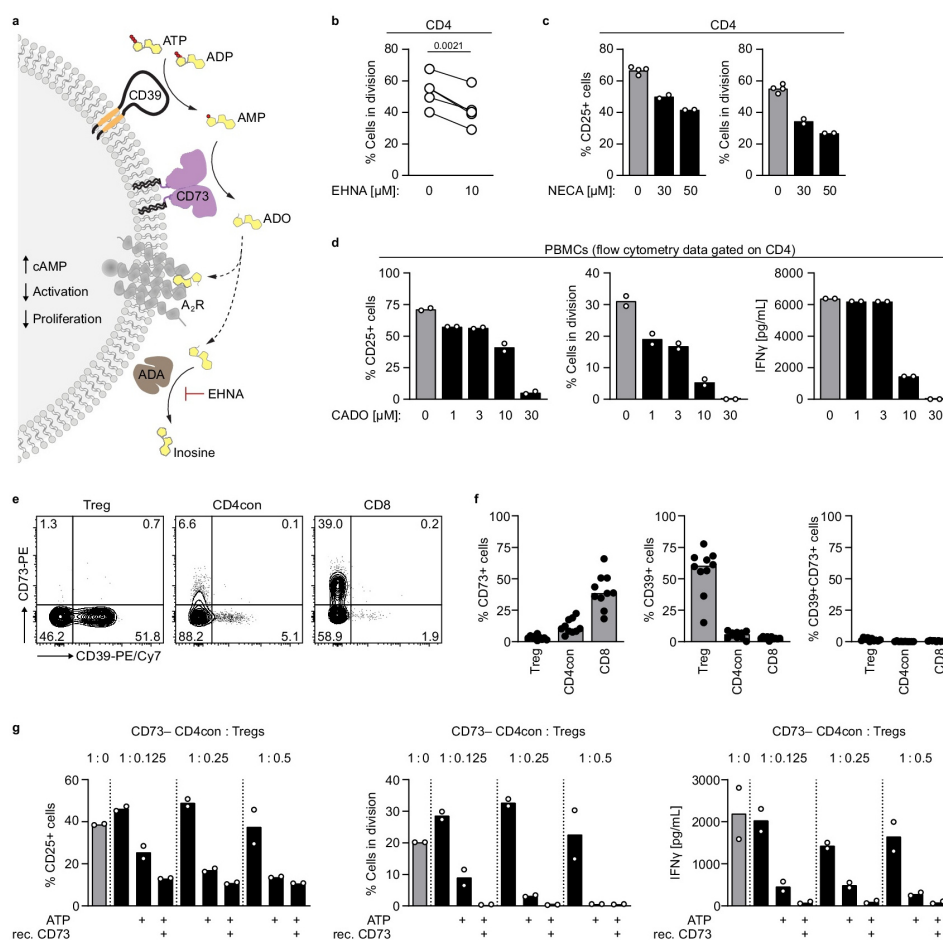 a
ATP
ADP
CD39
AMP
CD73
ADO
cAMP
Activation
Proliferation
A2R
ADA
EHNA
Inosine
b
CD4
0.0021
% Cells in division
80
60
40
20
0
EHNA [µM]: 0 10
c
CD4
% CD25+ cells
80
60
40
20
0
NECA [µM]: 0 30 50
% Cells in division
80
60
40
20
0
0 30 50
d
PBMCs (flow cytometry data gated on CD4)
% CD25+ cells
100
75
50
25
0
CADO [µM]: 0 1 3 10 30
% Cells in division
40
30
20
10
0
0 1 3 10 30
IFNγ [pg/mL]
8000
6000
4000
2000
0
0 1 3 10 30
e
Treg CD4con CD8
CD73-PE
1.3 0.7
46.2 51.8
6.6 0.1
88.2 5.1
39.0 0.2
58.9 1.9
CD39-PE/Cy7
f
% CD73+ cells
100
75
50
25
0
Treg CD4con CD8
% CD39+ cells
100
75
50
25
0
Treg CD4con CD8
% CD39+CD73+ cells
100
75
50
25
0
Treg CD4con CD8
g
CD73– CD4con : Tregs
1:0 1:0.125 1:0.25 1:0.5
% CD25+ cells
60
40
20
0
ATP + + + + + +
rec. CD73 + + +
CD73– CD4con : Tregs
1:0 1:0.125 1:0.25 1:0.5
% Cells in division
40
30
20
10
0
ATP + + + + + +
rec. CD73 + + +
CD73– CD4con : Tregs
1:0 1:0.125 1:0.25 1:0.5
IFNγ [pg/mL]
3000
2000
1000
0
ATP + + + + + +
rec. CD73 + + +